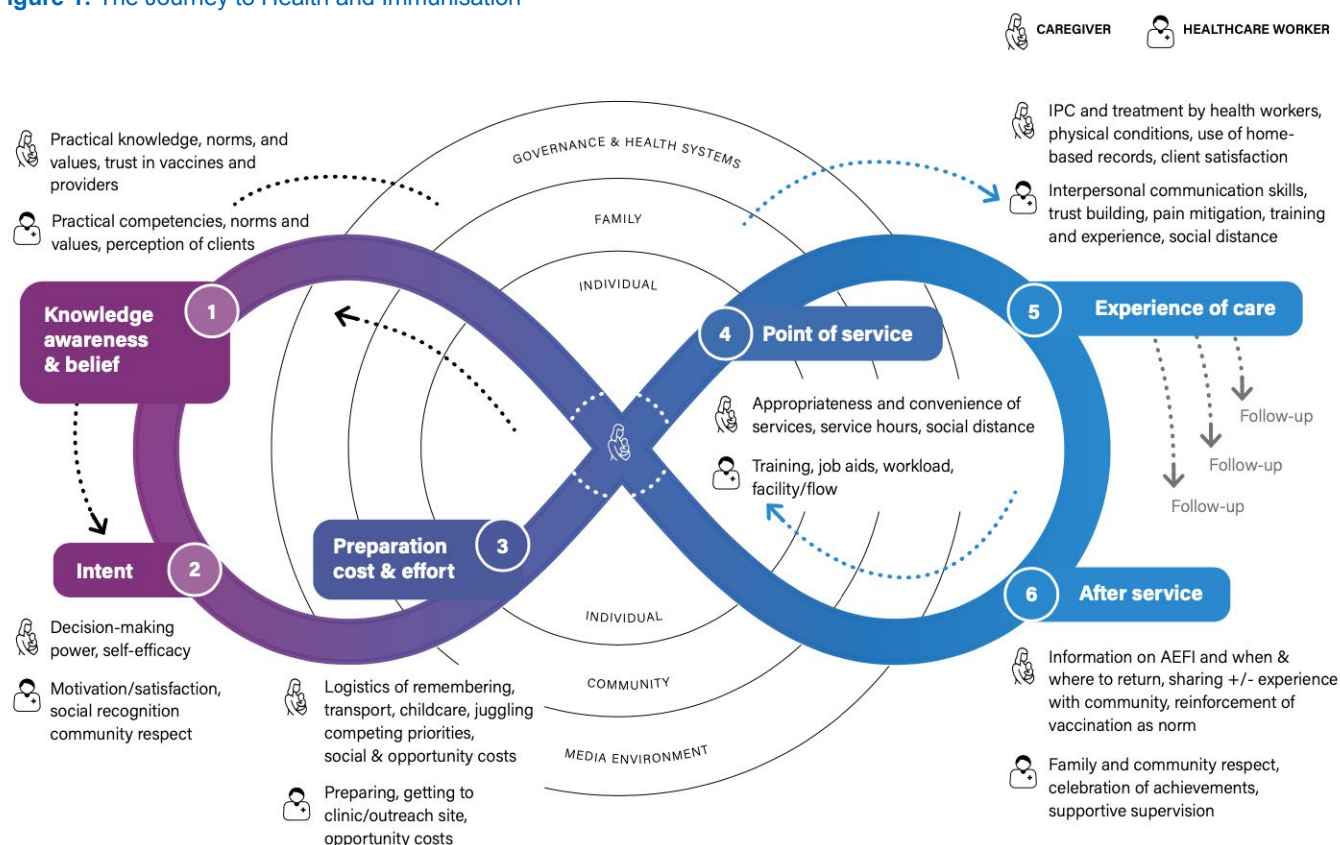 igure 1. The Journey to Health and Immunisation
CAREGIVER
HEALTHCARE WORKER
Practical knowledge, norms, and
values, trust in vaccines and
providers
Practical competencies, norms and
values, perception of clients
Knowledge
awareness
& belief
1
Intent
2
Decision-making
power, self-efficacy
Motivation/satisfaction,
social recognition
community respect
Preparation
cost & effort
3
Logistics of remembering,
transport, childcare, juggling
competing priorities,
social & opportunity costs
Preparing, getting to
clinic/outreach site,
opportunity costs
GOVERNANCE & HEALTH SYSTEMS
FAMILY
INDIVIDUAL
INDIVIDUAL
COMMUNITY
MEDIA ENVIRONMENT
4
Point of service
Appropriateness and convenience of
services, service hours, social distance
Training, job aids, workload,
facility/flow
IPC and treatment by health workers,
physical conditions, use of home-
based records, client satisfaction
Interpersonal communication skills,
trust building, pain mitigation, training
and experience, social distance
5
Experience of care
Follow-up
Follow-up
Follow-up
6
After service
Information on AEFI and when &
where to return, sharing +/- experience
with community, reinforcement of
vaccination as norm
Family and community respect,
celebration of achievements,
supportive supervision